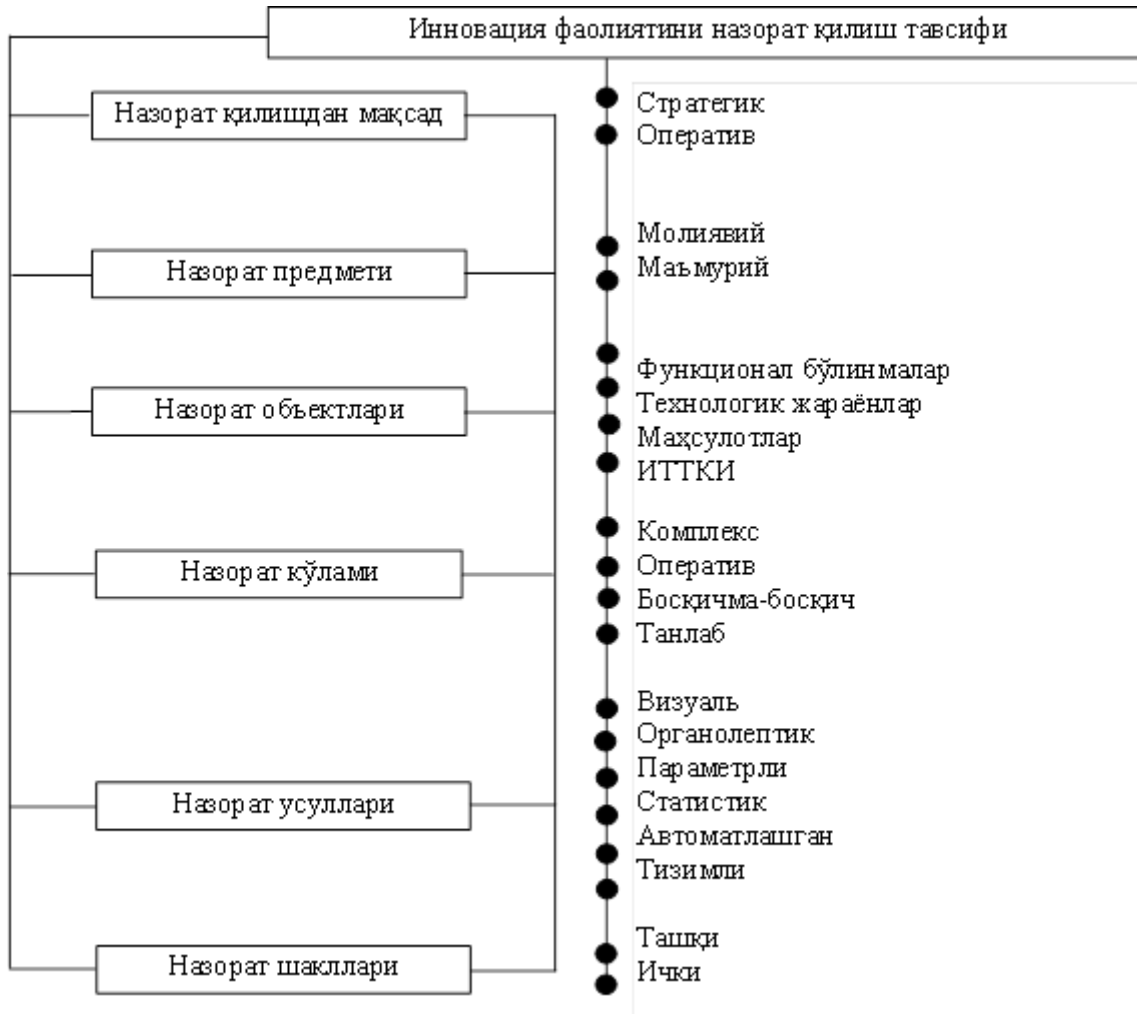 Инновация фаолиятини назорат қилиш тавсифи
Назорат қилишдан мақсад
Стратегик
Оператив
Назорат предмети
Молиявий
Маъмурий
Назорат объектлари
Функционал бўлинмалар
Технологик жараёнлар
Маҳсулотлар
ИТТКИ
Назорат кўлами
Комплекс
Оператив
Босқичма-босқич
Танлаб
Назорат усуллари
Визуаль
Органолептик
Параметрли
Статистик
Автоматлашган
Тизимли
Назорат шакллари
Ташқи
Ички